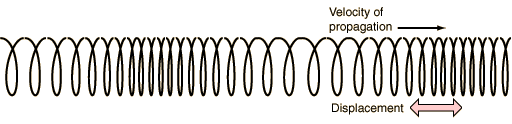 Velocity of
propagation
Displacement